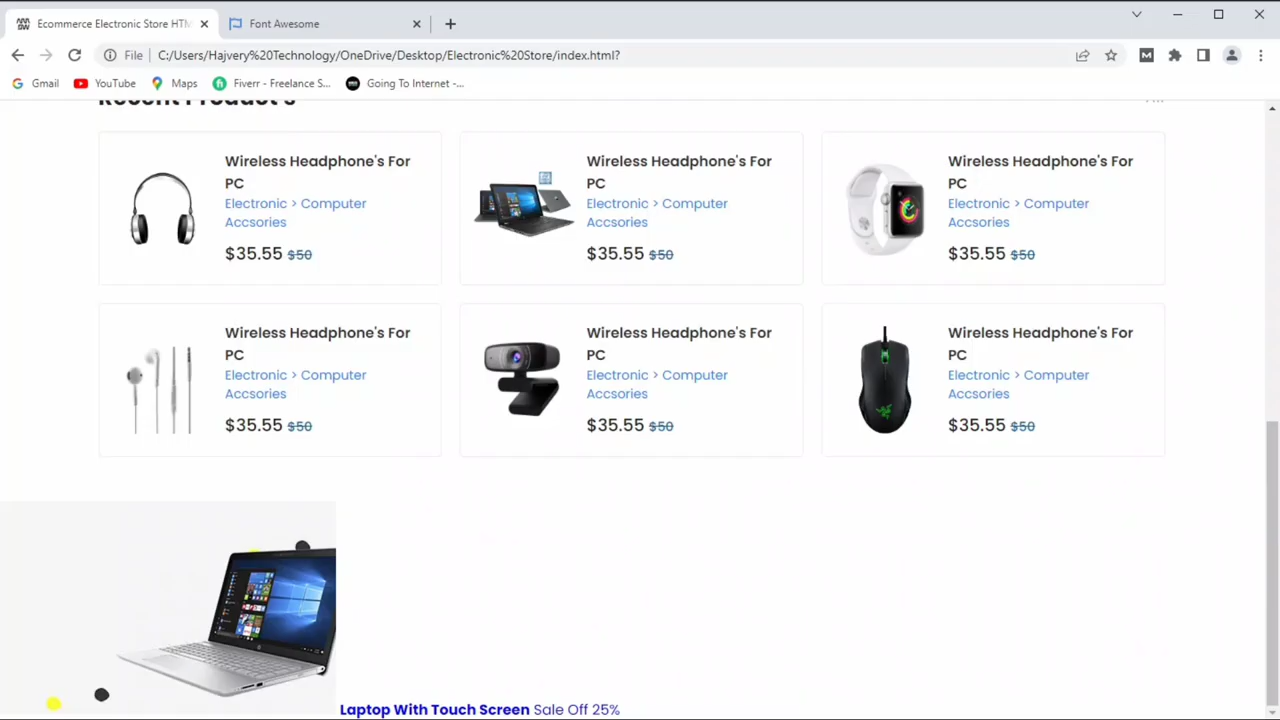 Ecommerce Electronic Store HTM
Font Awesome
File
C:/Users/Hajvery%20Technology/OneDrive/Desktop/Electronic%20Store/index.html?
Gmail
YouTube
Maps
Fiverr - Freelance S...
Going To Internet -...
Recent Product's
Wireless Headphone's For
PC
Electronic > Computer
Accsories
$35.55 $50
Wireless Headphone's For
PC
Electronic > Computer
Accsories
$35.55 $50
Wireless Headphone's For
PC
Electronic > Computer
Accsories
$35.55 $50
Wireless Headphone's For
PC
Electronic > Computer
Accsories
$35.55 $50
Wireless Headphone's For
PC
Electronic > Computer
Accsories
$35.55 $50
Wireless Headphone's For
PC
Electronic > Computer
Accsories
$35.55 $50
Laptop With Touch Screen Sale Off 25%